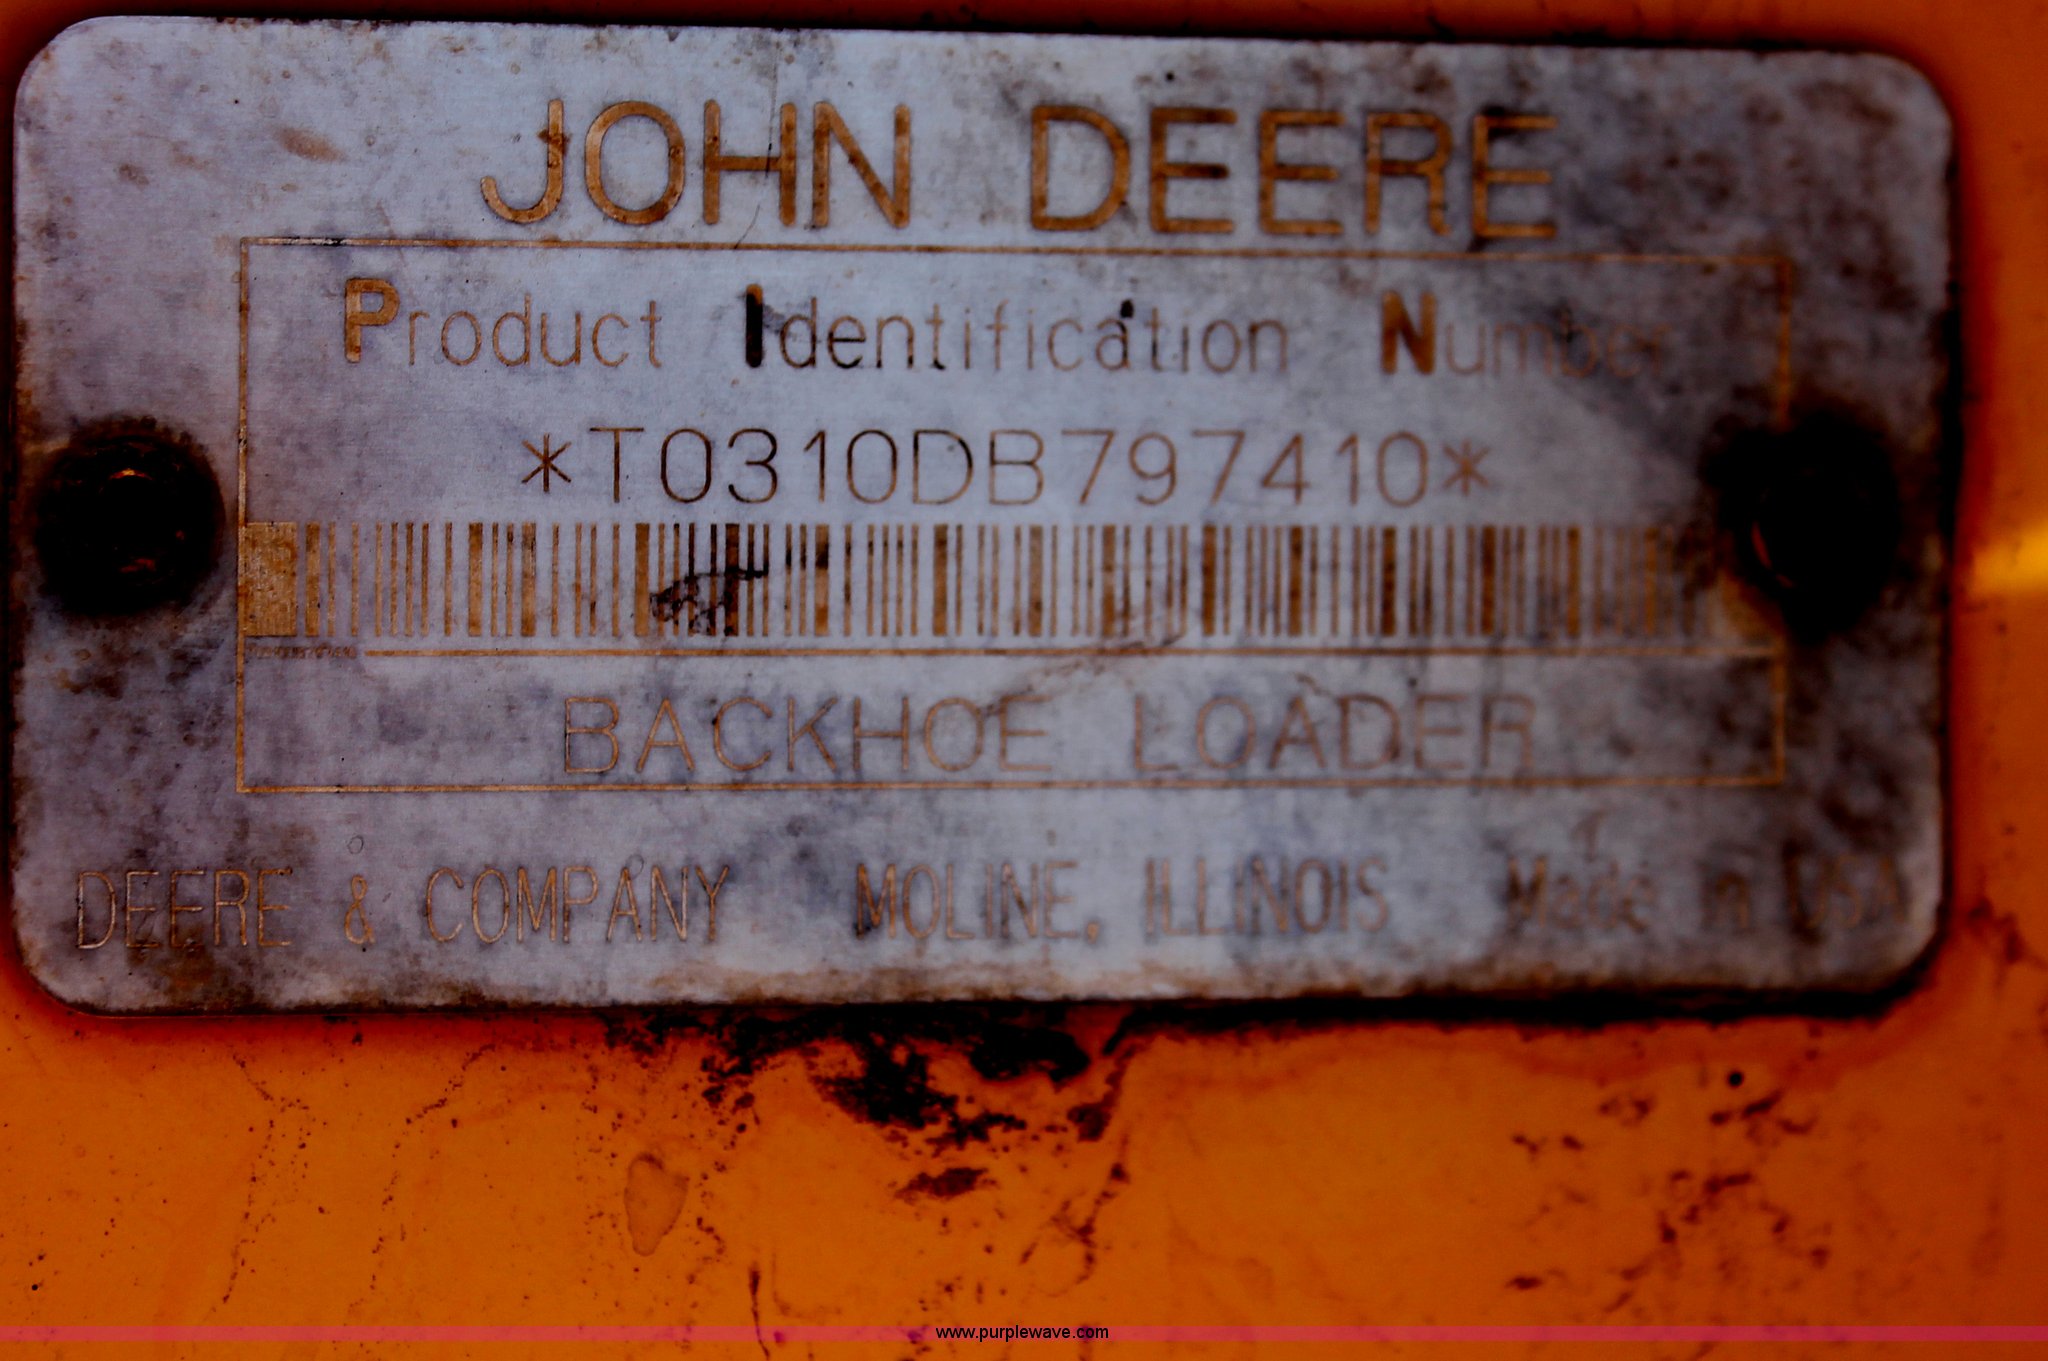 JOHN DEERE
Product Identification Number
*T0310DB797410*
BACKHOE LOADER
DEERE & COMPANY MOLINE, ILLINOIS Made in USA
www.purplewave.com